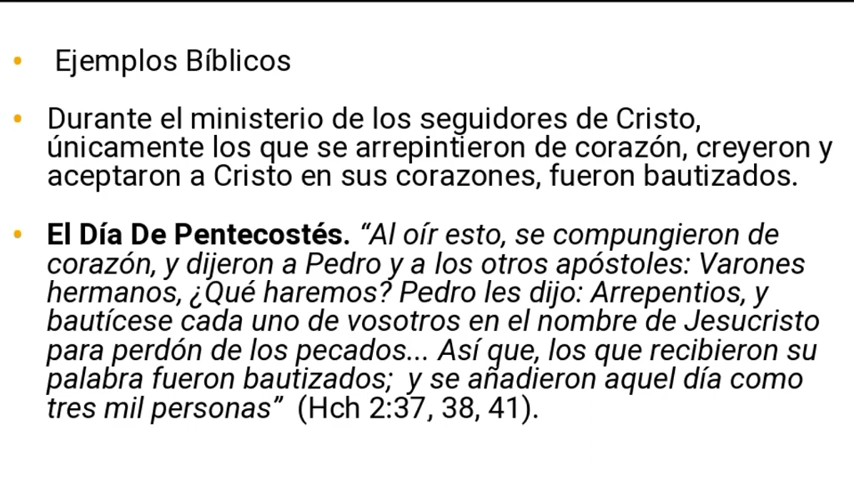 • Ejemplos Bíblicos
• Durante el ministerio de los seguidores de Cristo,
únicamente los que se arrepintieron de corazón, creyeron y
aceptaron a Cristo en sus corazones, fueron bautizados.
• El Día De Pentecostés. “Al oír esto, se compungieron de
corazón, y dijeron a Pedro y a los otros apóstoles: Varones
hermanos, ¿Qué haremos? Pedro les dijo: Arrepentios, y
bautícese cada uno de vosotros en el nombre de Jesucristo
para perdón de los pecados... Así que, los que recibieron su
palabra fueron bautizados; y se añadieron aquel día como
tres mil personas” (Hch 2:37, 38, 41).